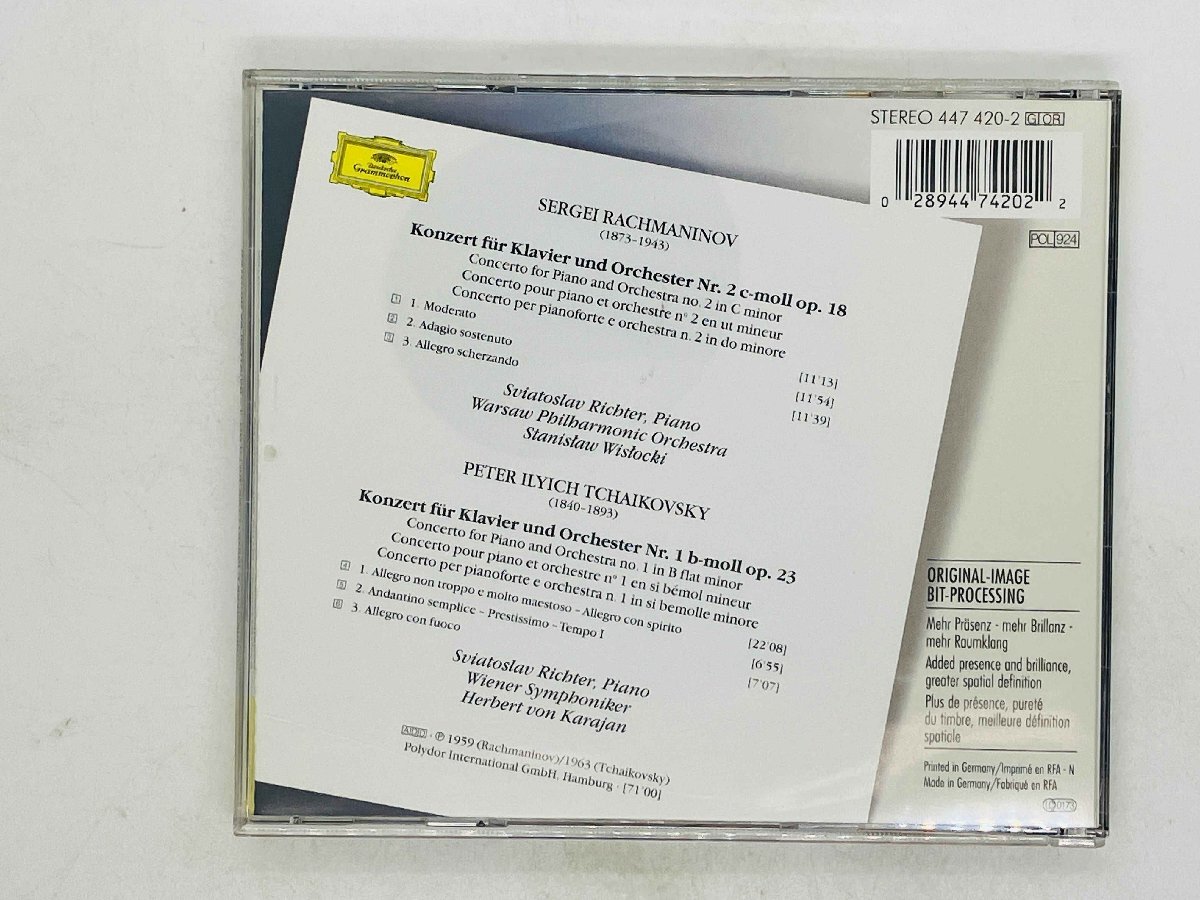 Deutsche
Grammophon
STEREO 447 420-2 GH OR
0 28944 74202 2
POL 924
SERGEI RACHMANINOV
(1873-1943)
Konzert für Klavier und Orchester Nr. 2 c-moll op. 18
Concerto for Piano and Orchestra no. 2 in C minor
Concerto pour piano et orchestre n° 2 en ut mineur
Concerto per pianoforte e orchestra n. 2 in do minore
1 1. Moderato [11'13]
2 2. Adagio sostenuto [11'54]
3 3. Allegro scherzando [11'39]
Sviatoslav Richter, Piano
Warsaw Philharmonic Orchestra
Stanisław Wisłocki
PETER ILYICH TCHAIKOVSKY
(1840-1893)
Konzert für Klavier und Orchester Nr. 1 b-moll op. 23
Concerto for Piano and Orchestra no. 1 in B flat minor
Concerto pour piano et orchestre n° 1 en si bémol mineur
Concerto per pianoforte e orchestra n. 1 in si bemolle minore
4 1. Allegro non troppo e molto maestoso – Allegro con spirito [22'08]
5 2. Andantino semplice – Prestissimo – Tempo I [6'55]
6 3. Allegro con fuoco [7'07]
Sviatoslav Richter, Piano
Wiener Symphoniker
Herbert von Karajan
ADD · ℗ 1959 (Rachmaninov)/1963 (Tchaikovsky)
Polydor International GmbH, Hamburg · [71'00]
ORIGINAL-IMAGE
BIT-PROCESSING
Mehr Präsenz - mehr Brillanz -
mehr Raumklang
Added presence and brilliance,
greater spatial definition
Plus de présence, pureté
du timbre, meilleure définition
spatiale
Printed in Germany/Imprimé en RFA - N
Made in Germany/Fabriqué en RFA
LC 0173